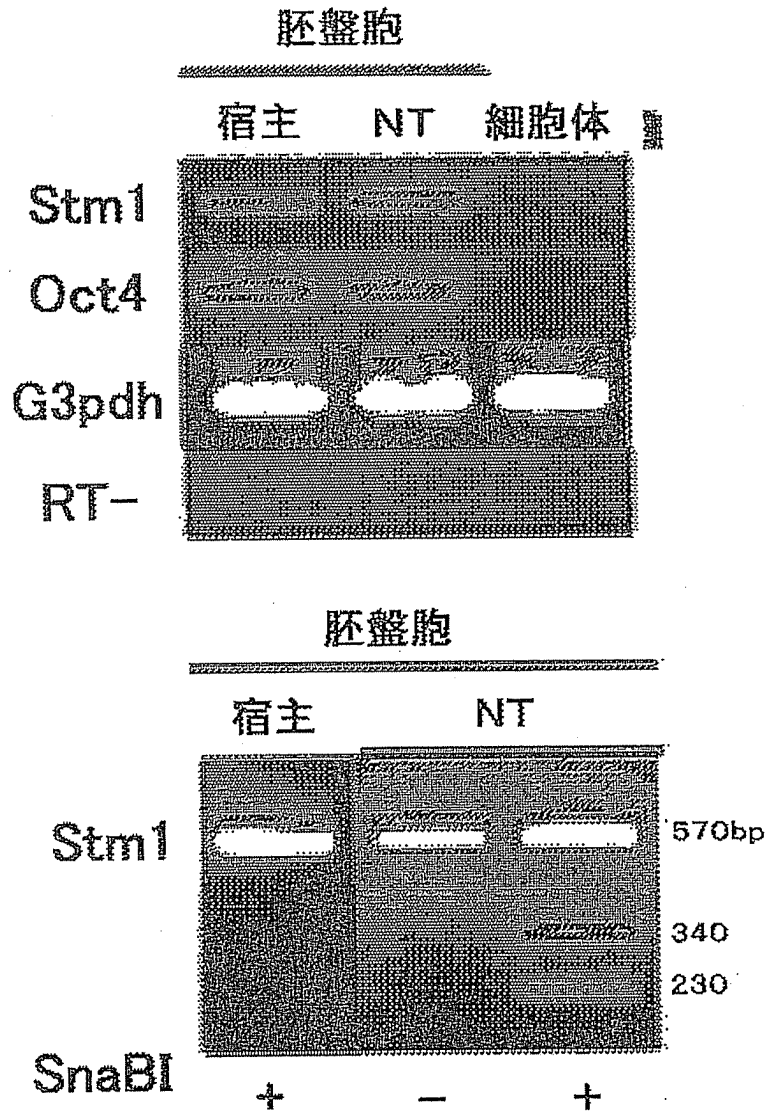 胚盤胞
宿主 NT 細胞体
Stm1
Oct4
G3pdh
RT−
胚盤胞
宿主 NT
Stm1
570bp
340
230
SnaBI + − +